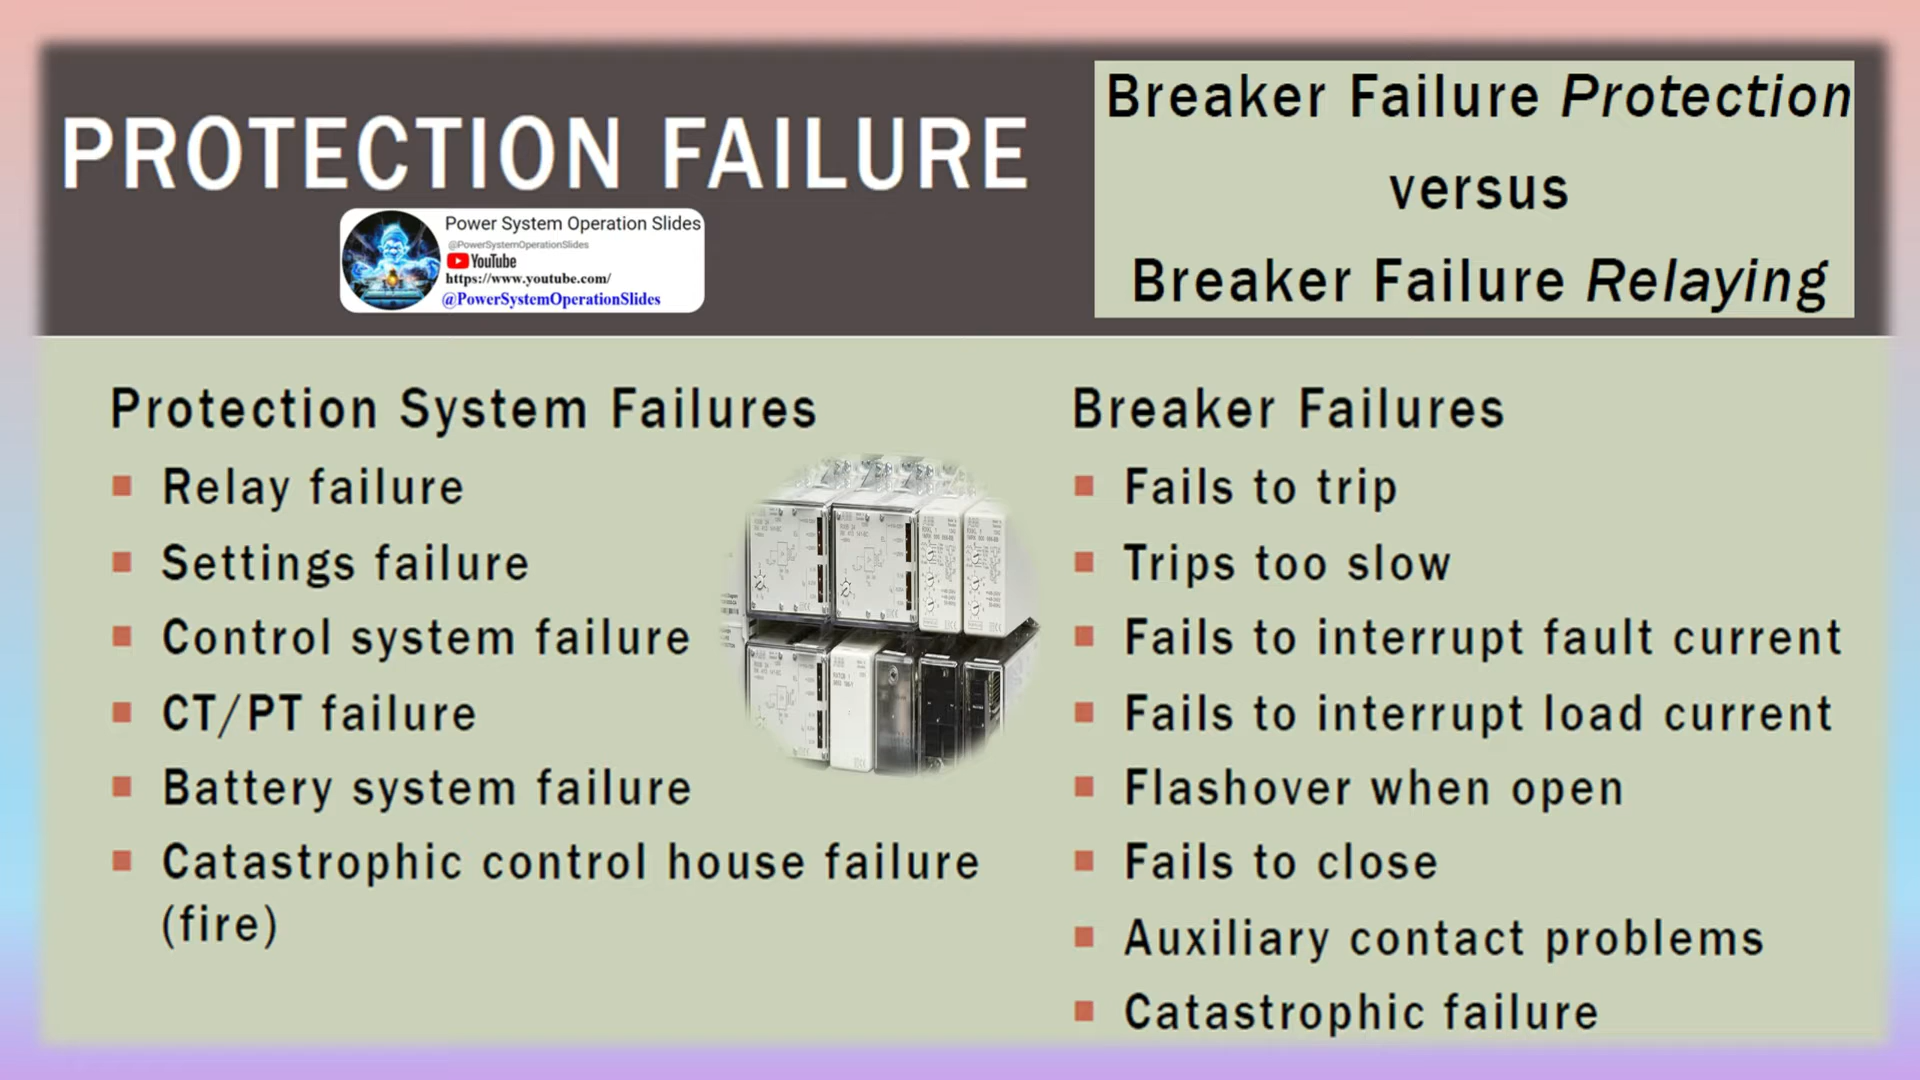 PROTECTION FAILURE
Power System Operation Slides
@PowerSystemOperationSlides
YouTube
https://www.youtube.com/
@PowerSystemOperationSlides
Breaker Failure Protection
versus
Breaker Failure Relaying
Protection System Failures
Relay failure
Settings failure
Control system failure
CT/PT failure
Battery system failure
Catastrophic control house failure
(fire)
Breaker Failures
Fails to trip
Trips too slow
Fails to interrupt fault current
Fails to interrupt load current
Flashover when open
Fails to close
Auxiliary contact problems
Catastrophic failure